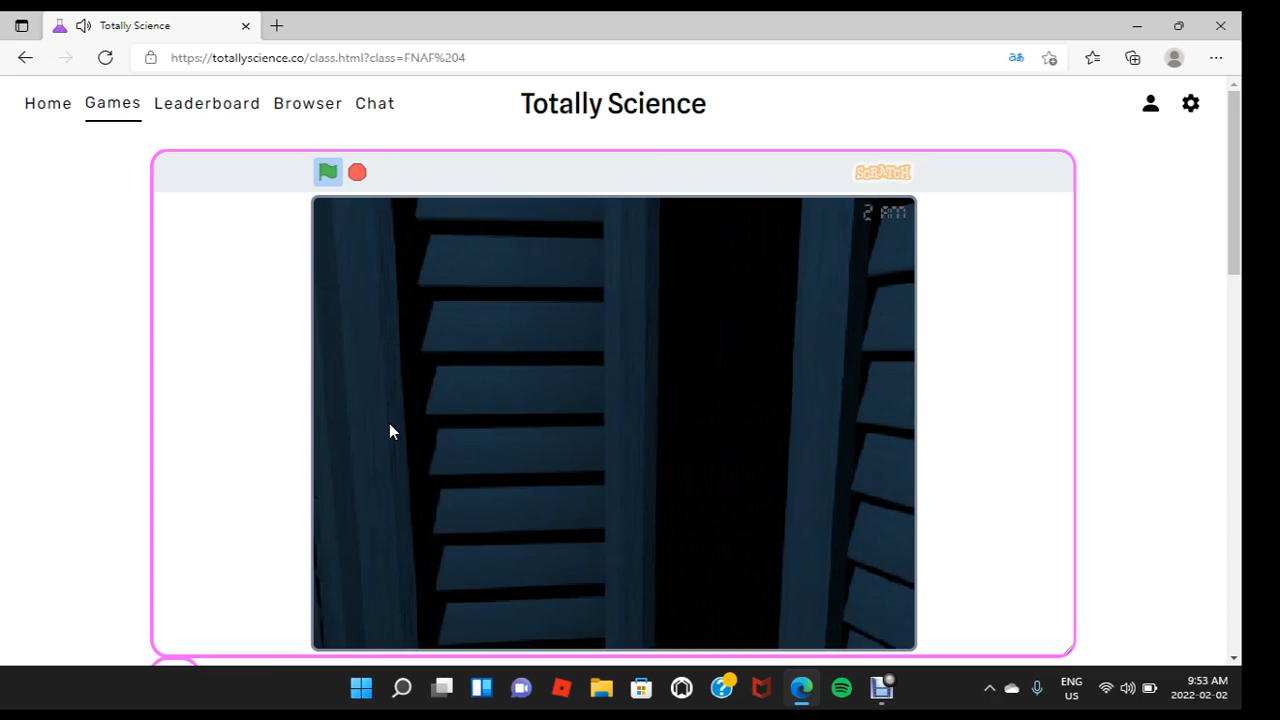 Totally Science
https://totallyscience.co/class.html?class=FNAF%204
Home Games Leaderboard Browser Chat
Totally Science
SCRATCH
2 AM
ENG
US
9:53 AM
2022-02-02